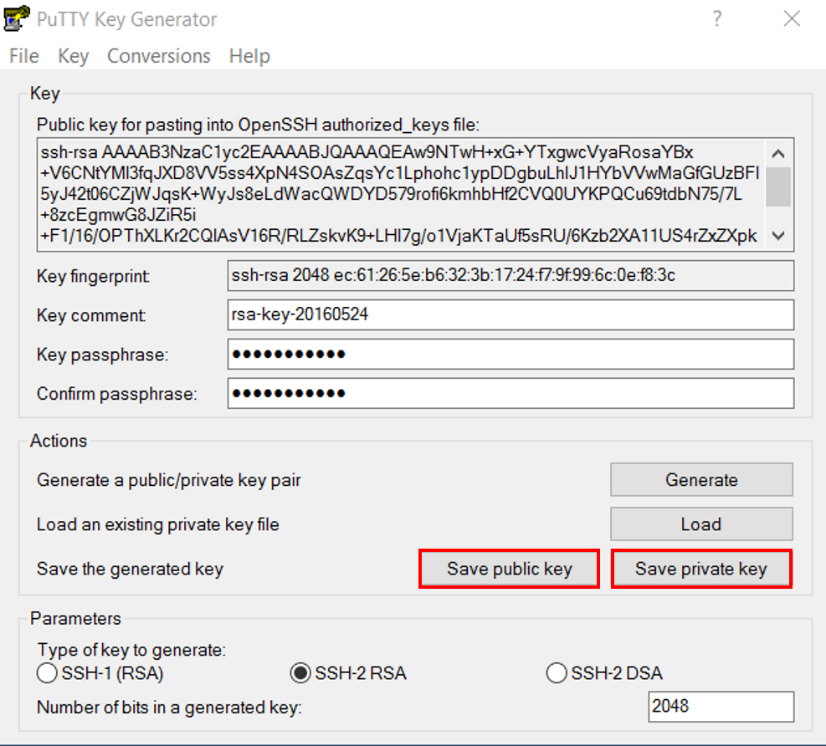 PuTTY Key Generator
File Key Conversions Help
Key
Public key for pasting into OpenSSH authorized_keys file:
ssh-rsa AAAAB3NzaC1yc2EAAAABJQAAAQEAw9NTwH+xG+YTxgwcVyaRosaYBx
+V6CNtYMl3fqJXD8VV5ss4XpN4SOAsZqsYc1Lphohc1ypDDgbuLhlJ1HYbVVwMaGfGUzBFI
5yJ42t06CZjWJqsK+WyJs8eLdWacQWDYD579rofi6kmhbHf2CVQ0UYKPQCu69tdbN75/7L
+8zcEgmwG8JZiR5i
+F1/16/OPThXLKr2CQIAsV16R/RLZskvK9+LHI7g/o1VjaKTaUf5sRU/6Kzb2XA11US4rZxZXpk
Key fingerprint:
ssh-rsa 2048 ec:61:26:5e:b6:32:3b:17:24:f7:9f:99:6c:0e:f8:3c
Key comment:
rsa-key-20160524
Key passphrase:
●●●●●●●●●●●
Confirm passphrase:
●●●●●●●●●●●
Actions
Generate a public/private key pair
Generate
Load an existing private key file
Load
Save the generated key
Save public key
Save private key
Parameters
Type of key to generate:
SSH-1 (RSA)
SSH-2 RSA
SSH-2 DSA
Number of bits in a generated key:
2048